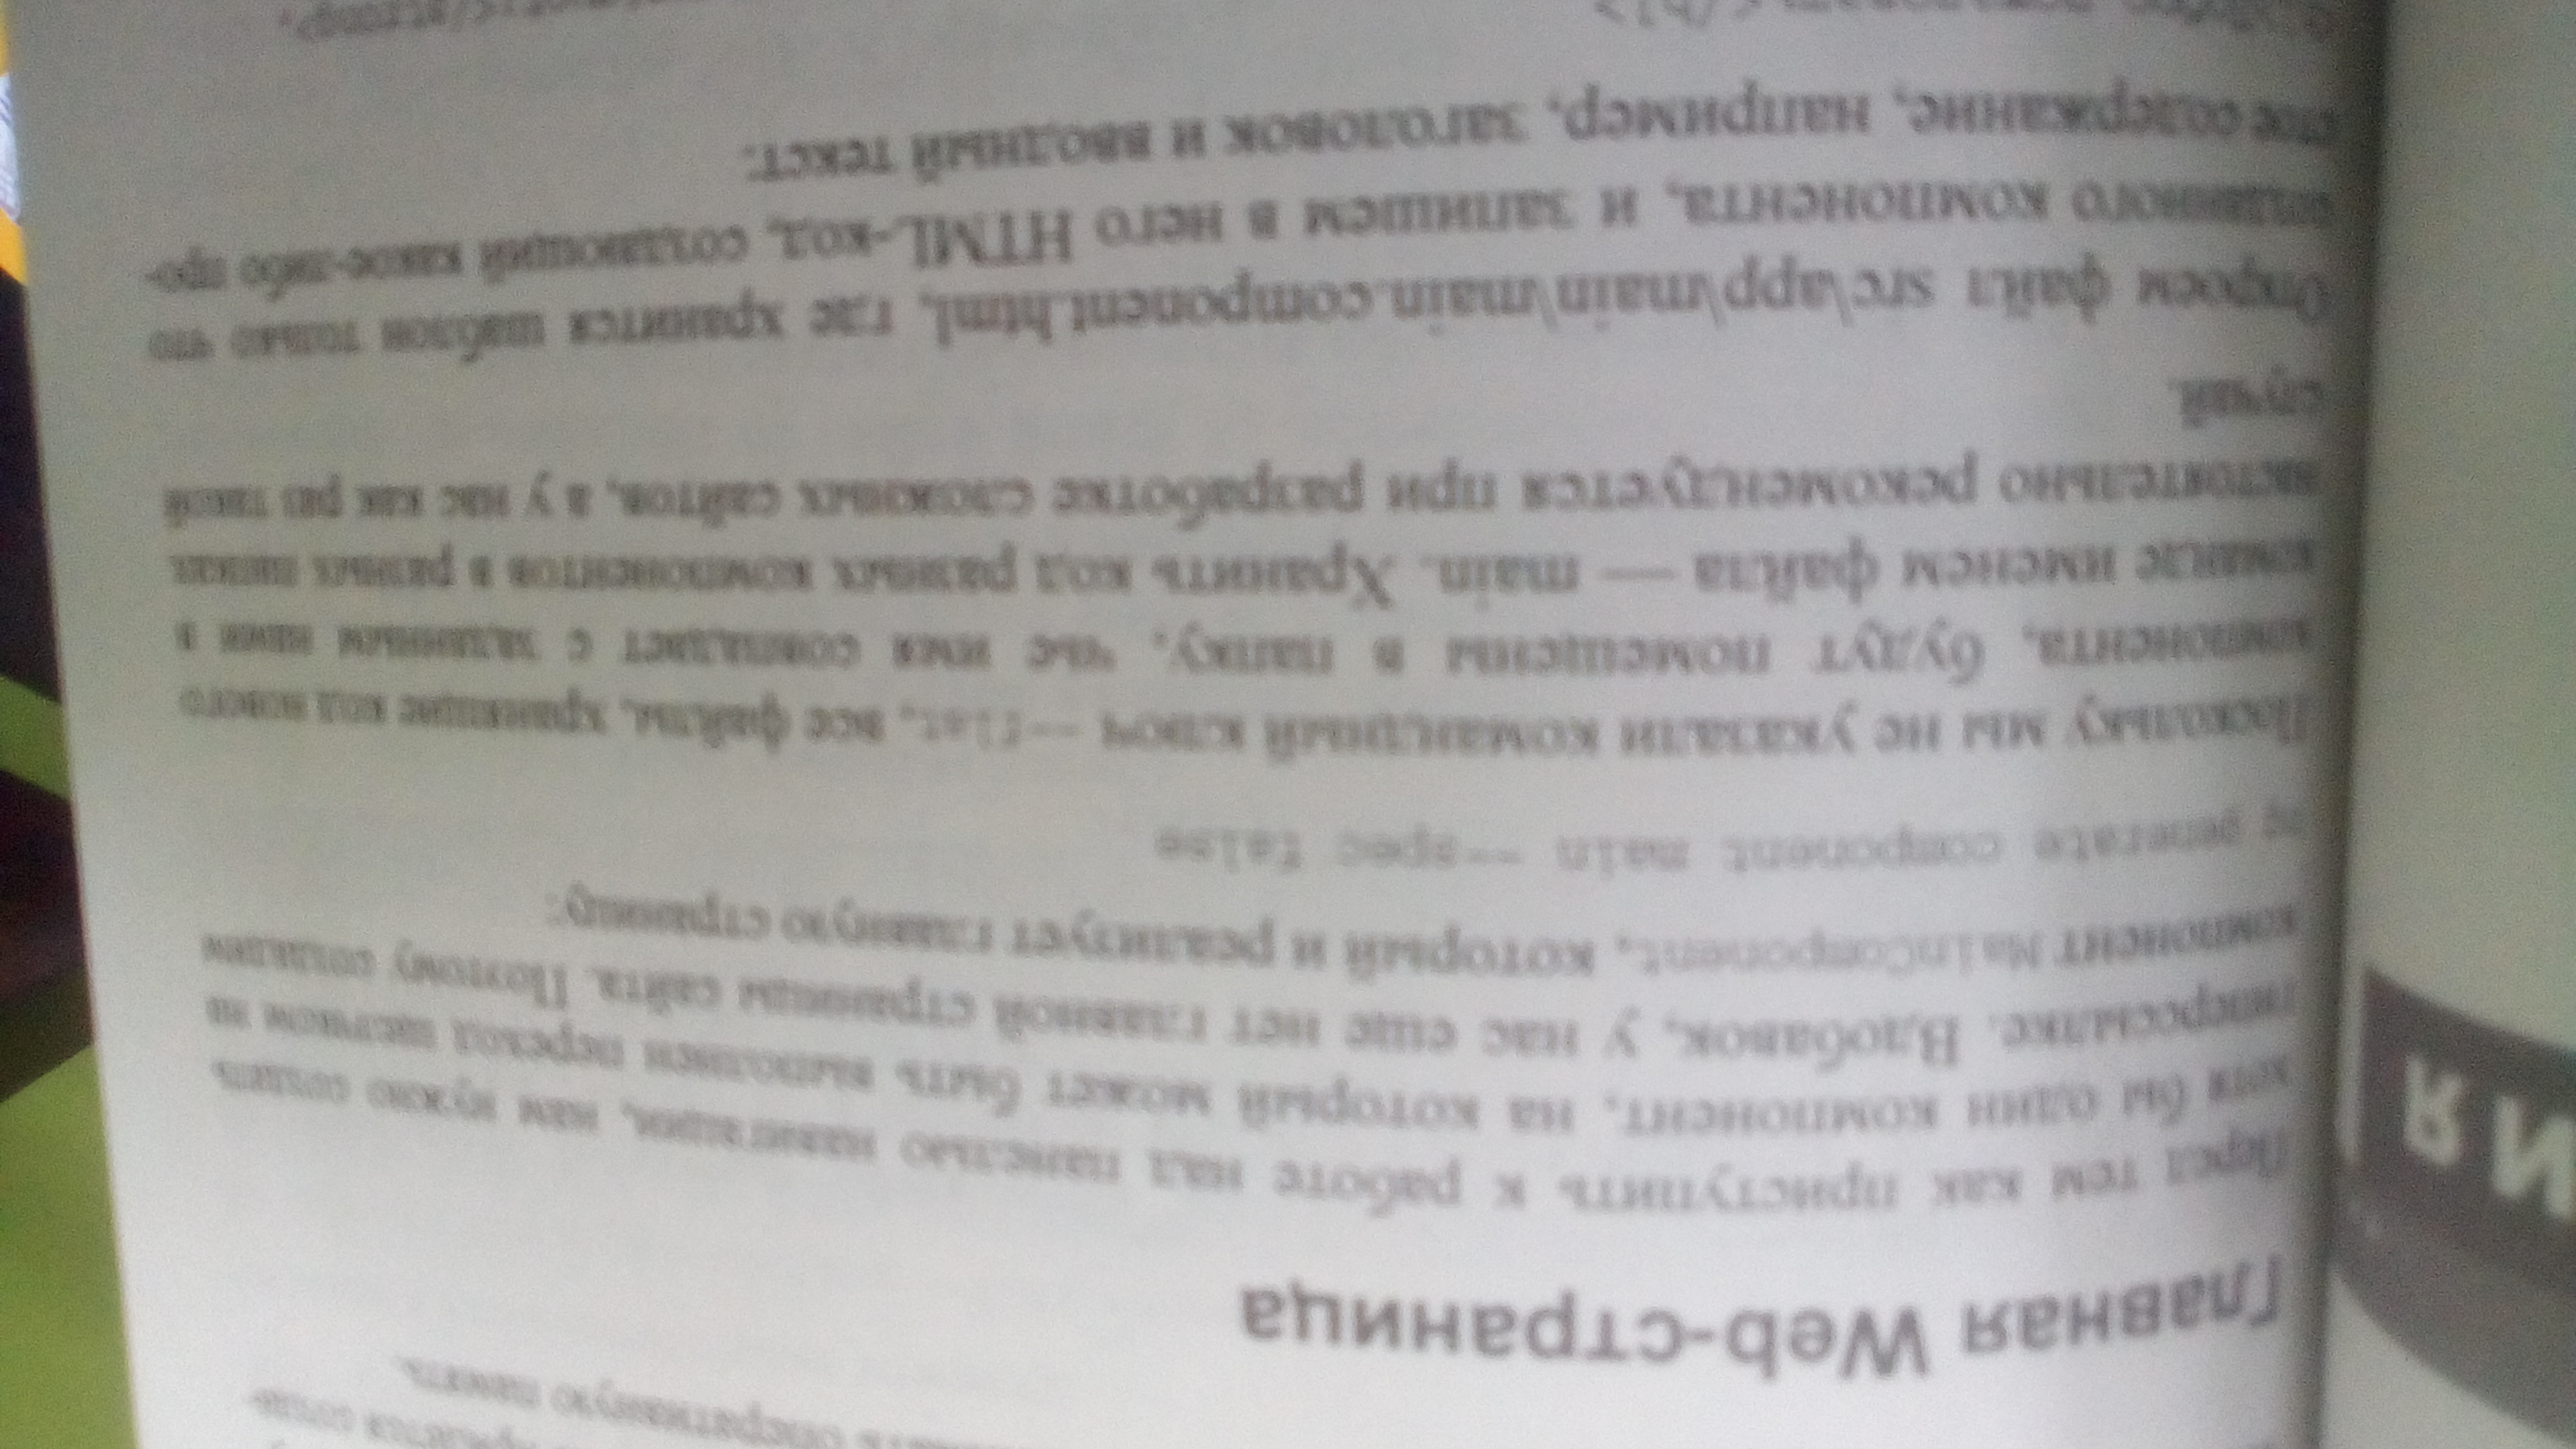 оперативную память.
Главная Web-страница
Перед тем как приступить к работе над панелью навигации, нам нужно создать
хотя бы один компонент, на который может быть выполнен переход щелчком на
гиперссылке. Вдобавок, у нас еще нет главной страницы сайта. Поэтому создадим
компонент MainComponent, который и реализует главную страницу:
ng generate component main --spec false
Поскольку мы не указали командный ключ --flat, все файлы, хранящие код нового
компонента, будут помещены в папку, чье имя совпадает с заданным нами в
команде именем файла — main. Хранить код разных компонентов в разных папках
настоятельно рекомендуется при разработке сложных сайтов, а у нас как раз такой
случай.
Откроем файл src\app\main\main.component.html, где хранится шаблон только что
созданного компонента, и запишем в него HTML-код, создающий какое-либо про-
стое содержание, например, заголовок и вводный текст: